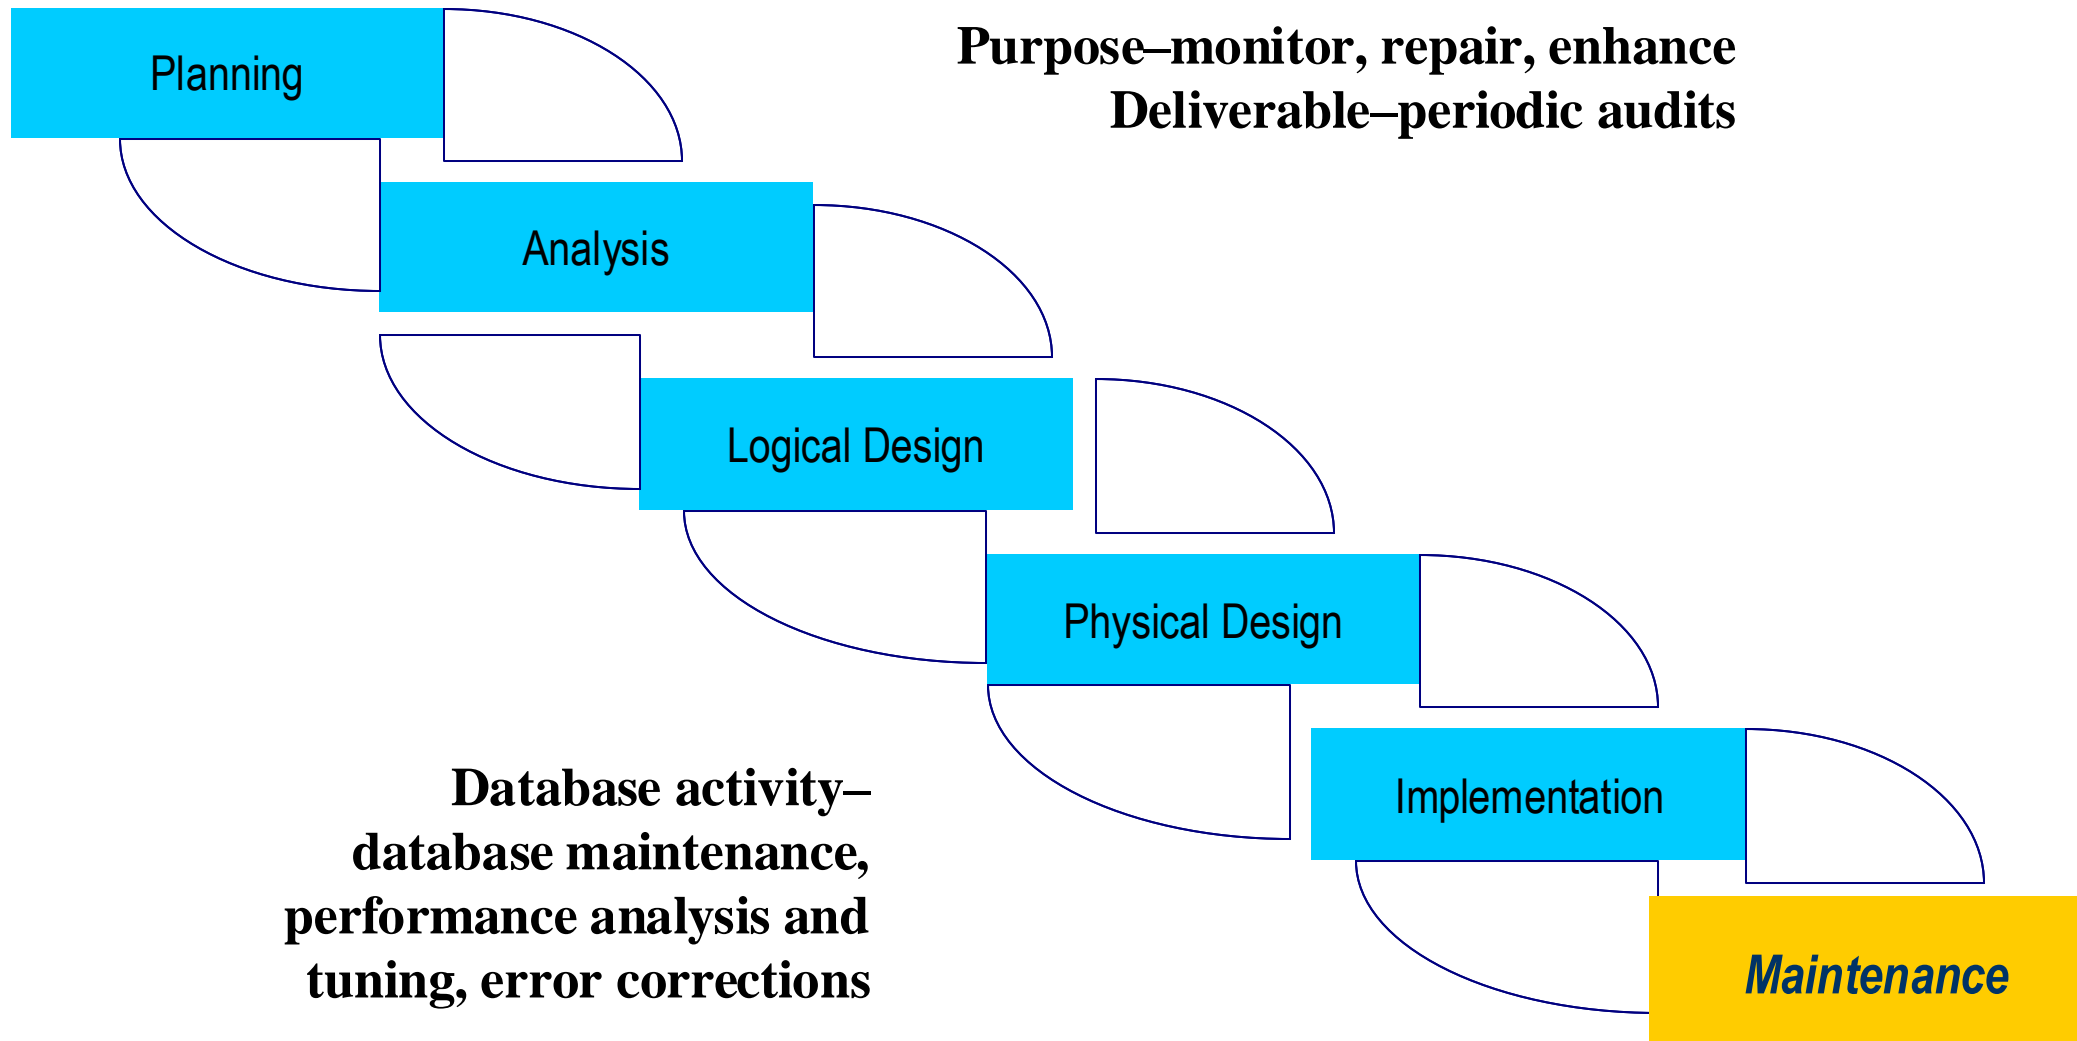 Planning
Purpose–monitor, repair, enhance
Deliverable–periodic audits
Analysis
Logical Design
Physical Design
Database activity–
database maintenance,
performance analysis and
tuning, error corrections
Implementation
Maintenance